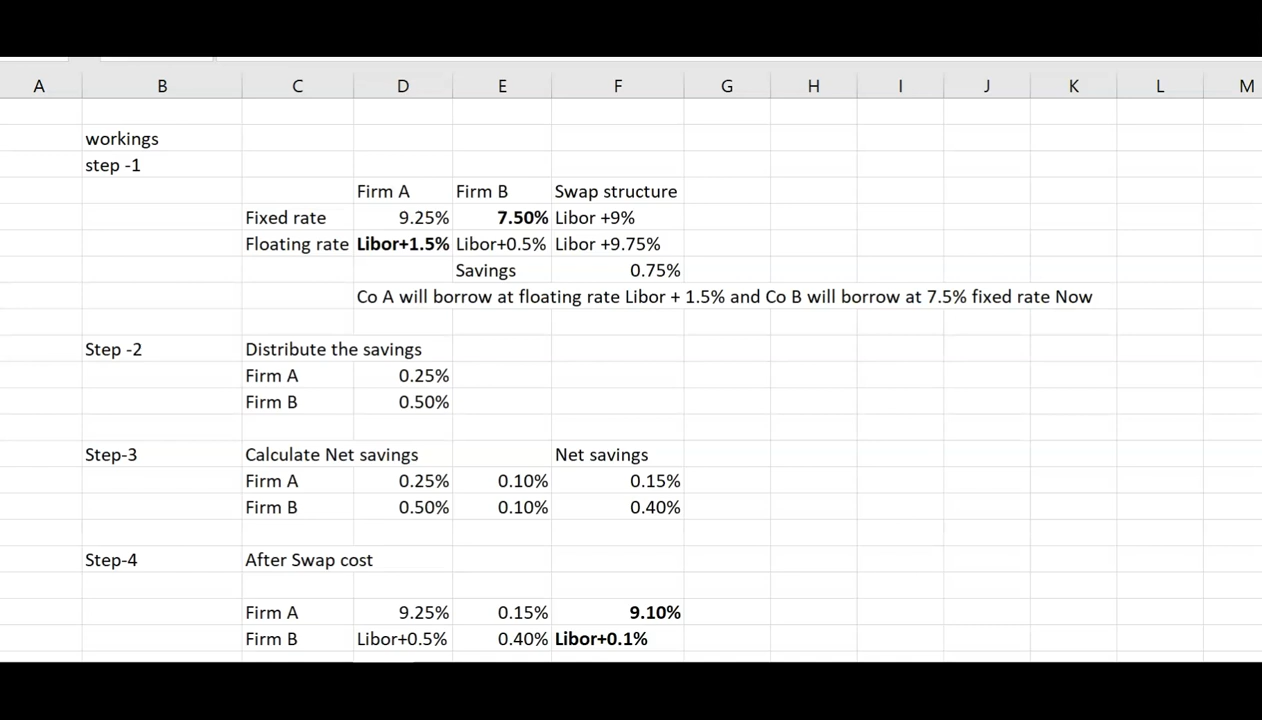 A B C D E F G H I J K L M
workings
step -1
Firm A Firm B Swap structure
Fixed rate 9.25% 7.50% Libor +9%
Floating rate Libor+1.5% Libor+0.5% Libor +9.75%
Savings 0.75%
Co A will borrow at floating rate Libor + 1.5% and Co B will borrow at 7.5% fixed rate Now
Step -2 Distribute the savings
Firm A 0.25%
Firm B 0.50%
Step-3 Calculate Net savings Net savings
Firm A 0.25% 0.10% 0.15%
Firm B 0.50% 0.10% 0.40%
Step-4 After Swap cost
Firm A 9.25% 0.15% 9.10%
Firm B Libor+0.5% 0.40% Libor+0.1%